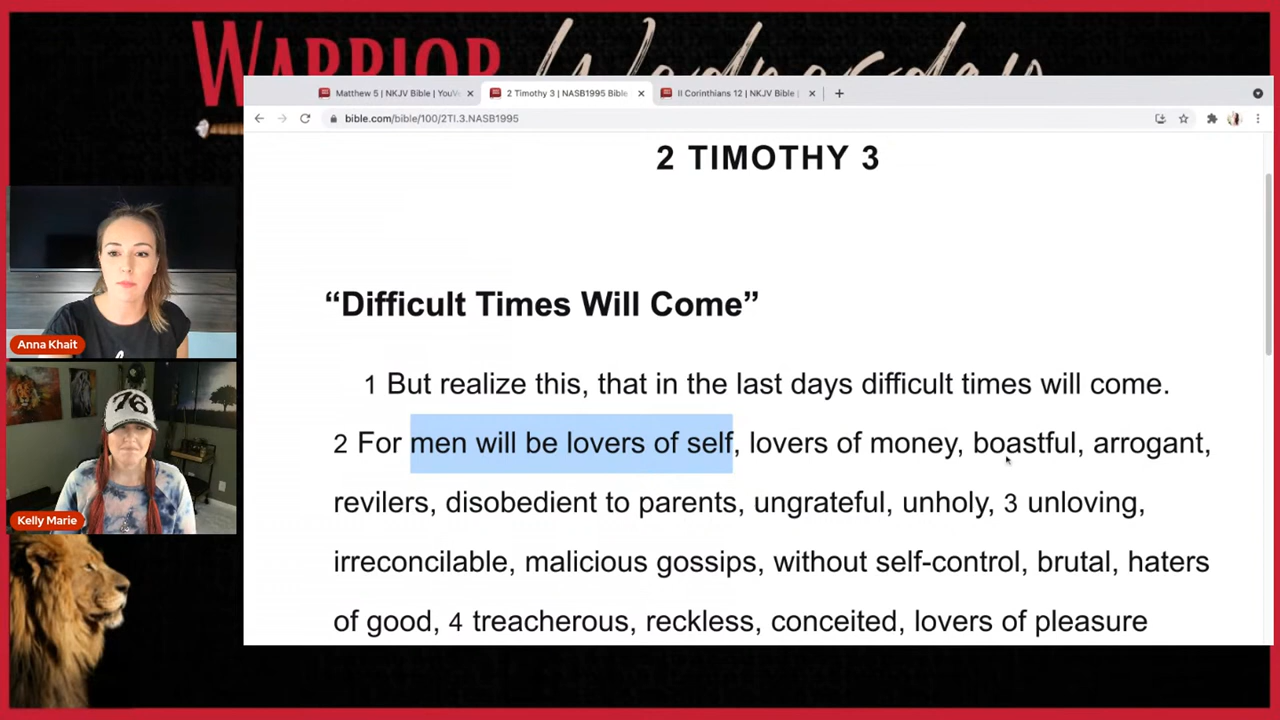 WARRIOR Wednesdays
Matthew 5 | NKJV Bible | YouV
2 Timothy 3 | NASB1995 Bible
II Corinthians 12 | NKJV Bible |
bible.com/bible/100/2TI.3.NASB1995
2 TIMOTHY 3
“Difficult Times Will Come”
1 But realize this, that in the last days difficult times will come.
2 For men will be lovers of self, lovers of money, boastful, arrogant,
revilers, disobedient to parents, ungrateful, unholy, 3 unloving,
irreconcilable, malicious gossips, without self-control, brutal, haters
of good, 4 treacherous, reckless, conceited, lovers of pleasure
Anna Khait
76
Kelly Marie